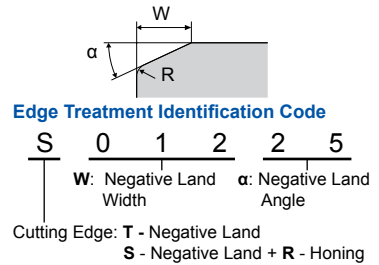 W
α
R
Edge Treatment Identification Code
S 0 1 2 2 5
W: Negative Land Width
α: Negative Land Angle
Cutting Edge: T - Negative Land
S - Negative Land + R - Honing